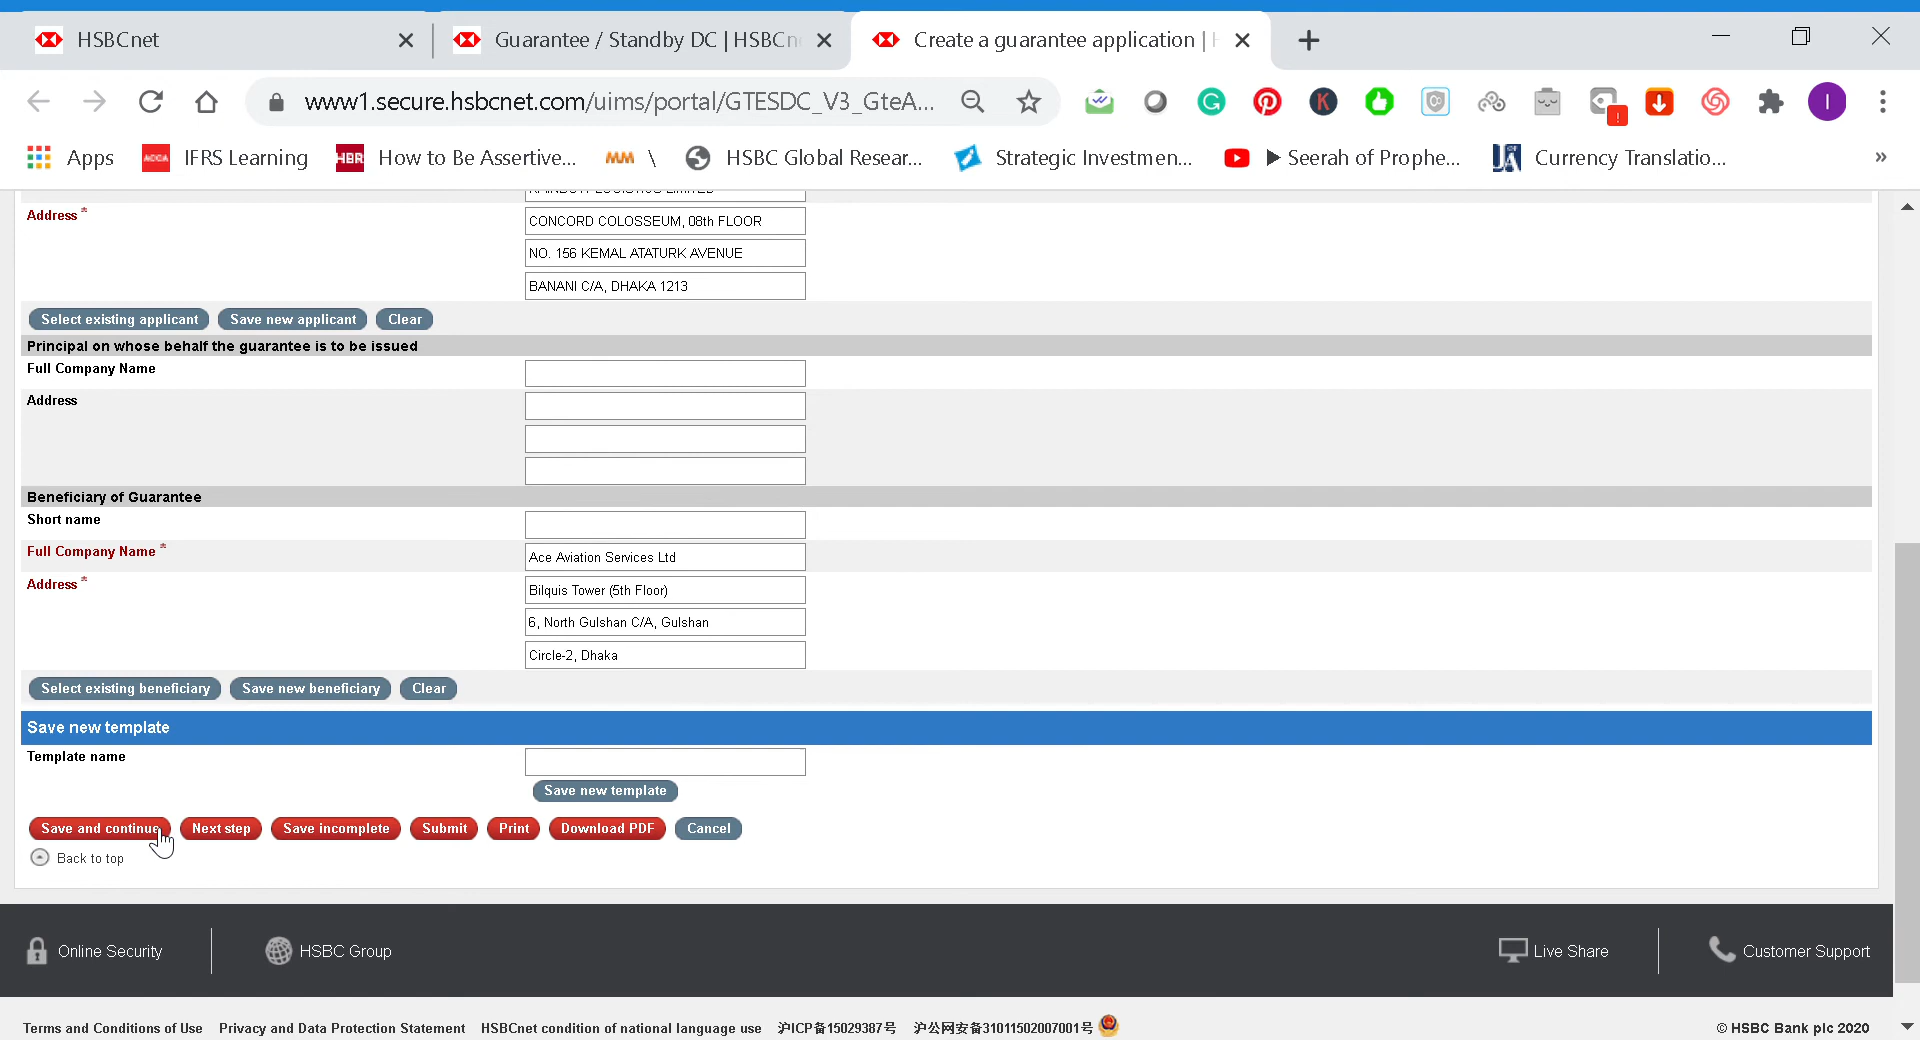 HSBCnet
Guarantee / Standby DC | HSBCn
Create a guarantee application | H
www1.secure.hsbcnet.com/uims/portal/GTESDC_V3_GteA...
Apps
IFRS Learning
How to Be Assertive...
\
HSBC Global Resear...
Strategic Investmen...
▶ Seerah of Prophe...
Currency Translatio...
»
Address *
CONCORD COLOSSEUM, 08th FLOOR
NO. 156 KEMAL ATATURK AVENUE
BANANI C/A, DHAKA 1213
Select existing applicant
Save new applicant
Clear
Principal on whose behalf the guarantee is to be issued
Full Company Name
Address
Beneficiary of Guarantee
Short name
Full Company Name *
Ace Aviation Services Ltd
Address *
Bilquis Tower (5th Floor)
6, North Gulshan C/A, Gulshan
Circle-2, Dhaka
Select existing beneficiary
Save new beneficiary
Clear
Save new template
Template name
Save new template
Save and continue
Next step
Save incomplete
Submit
Print
Download PDF
Cancel
Back to top
Online Security
HSBC Group
Live Share
Customer Support
Terms and Conditions of Use
Privacy and Data Protection Statement
HSBCnet condition of national language use
沪ICP备15029387号
沪公网安备31011502007001号
© HSBC Bank plc 2020